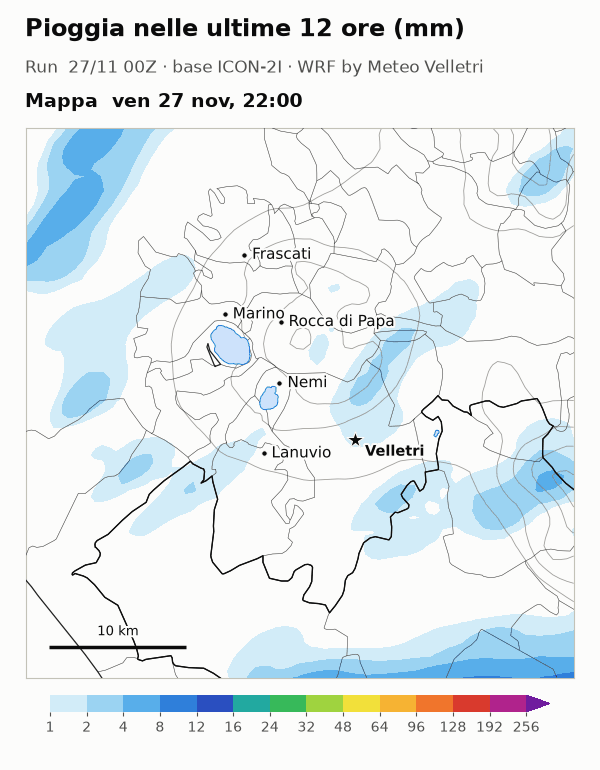 Pioggia nelle ultime 12 ore (mm)
Run  27/11 00Z · base ICON-2I · WRF by Meteo Velletri
Mappa  ven 27 nov, 22:00
Frascati
Marino
Rocca di Papa
Nemi
Velletri
Lanuvio
10 km
1 2 4 8 12 16 24 32 48 64 96 128 192 256